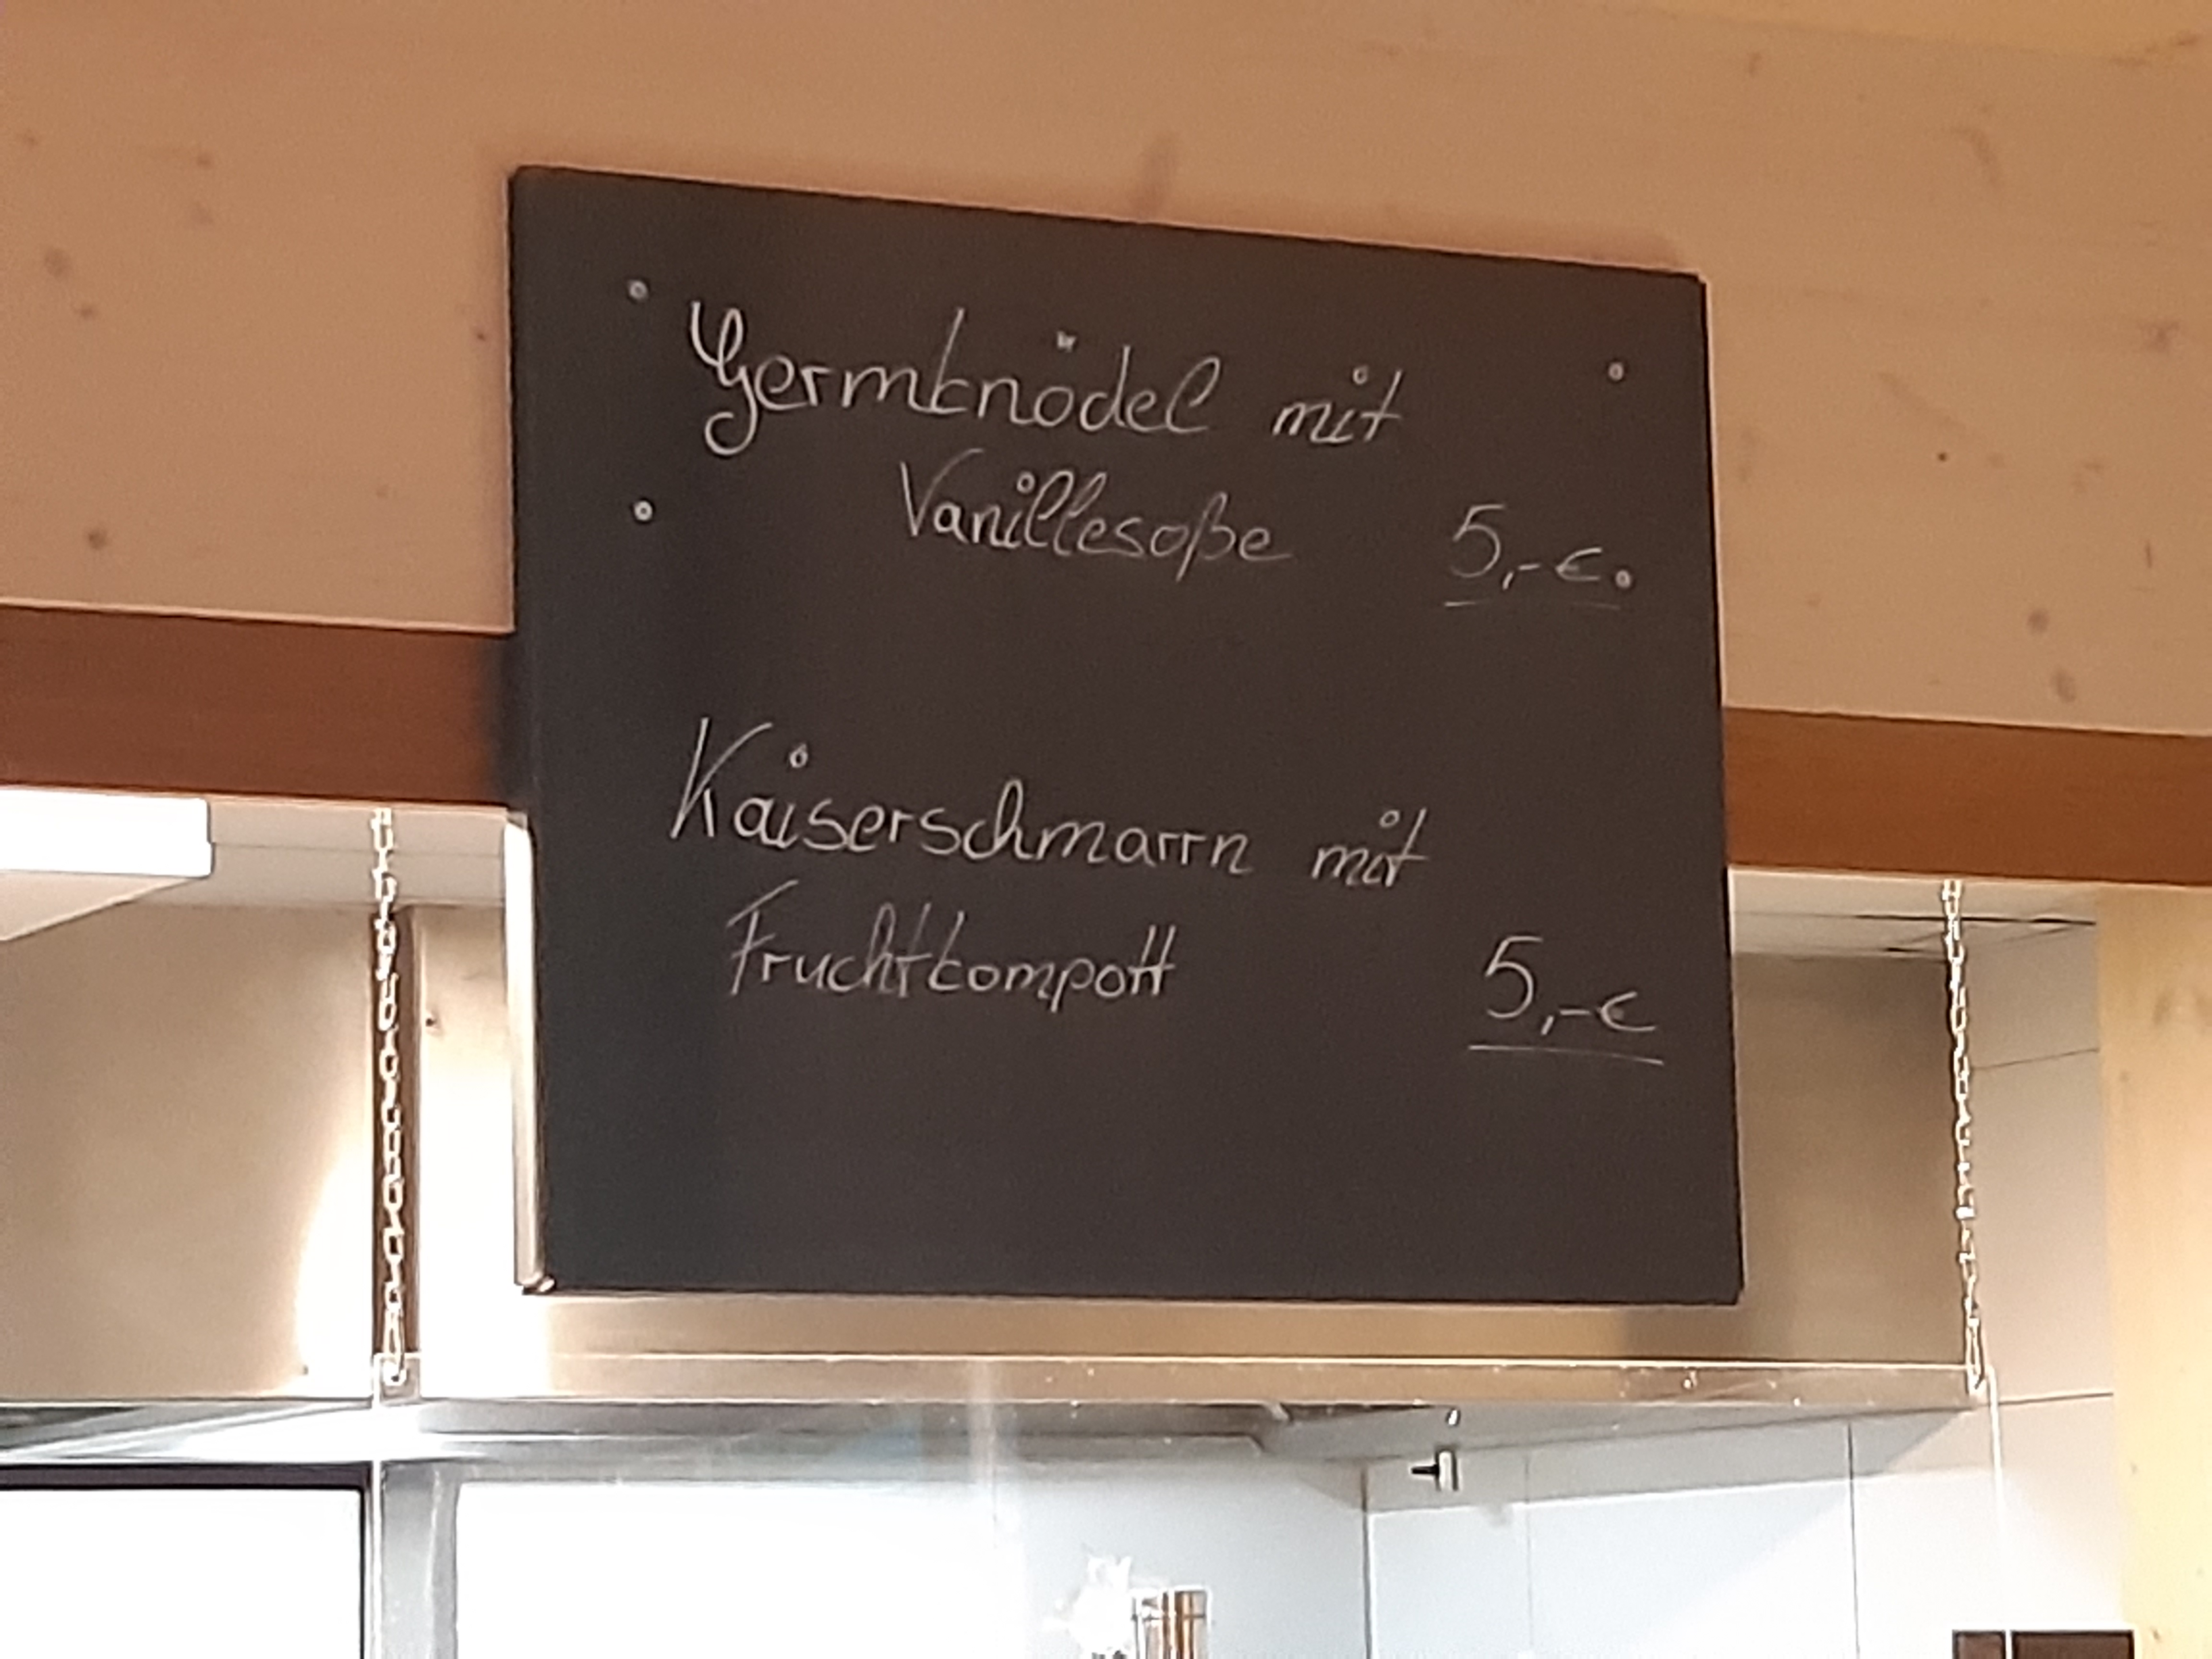 Germknödel mit
Vanillesoße 5,-€
Kaiserschmarrn mit
Fruchtkompott 5,-€